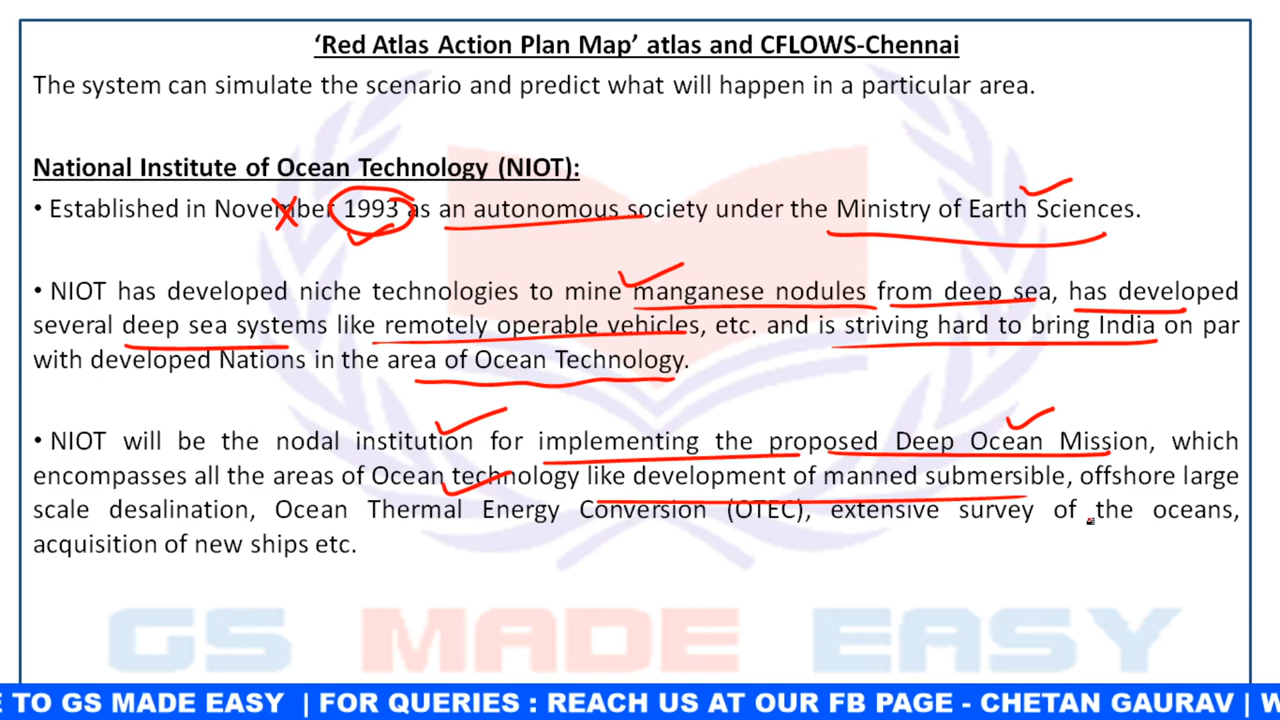 ‘Red Atlas Action Plan Map’ atlas and CFLOWS-Chennai
The system can simulate the scenario and predict what will happen in a particular area.
National Institute of Ocean Technology (NIOT):
• Established in November 1993 as an autonomous society under the Ministry of Earth Sciences.
• NIOT has developed niche technologies to mine manganese nodules from deep sea, has developed
several deep sea systems like remotely operable vehicles, etc. and is striving hard to bring India on par
with developed Nations in the area of Ocean Technology.
• NIOT will be the nodal institution for implementing the proposed Deep Ocean Mission, which
encompasses all the areas of Ocean technology like development of manned submersible, offshore large
scale desalination, Ocean Thermal Energy Conversion (OTEC), extensive survey of the oceans,
acquisition of new ships etc.
GS MADE EASY
E TO GS MADE EASY | FOR QUERIES : REACH US AT OUR FB PAGE - CHETAN GAURAV | W